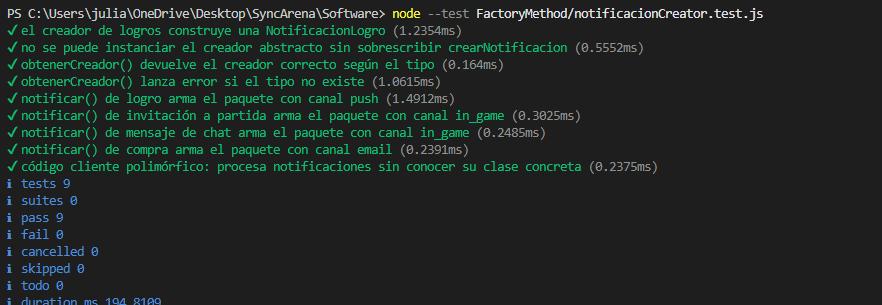 PS C:\Users\julia\OneDrive\Desktop\SyncArena\Software> node --test FactoryMethod/notificacionCreator.test.js
✔ el creador de logros construye una NotificacionLogro (1.2354ms)
✔ no se puede instanciar el creador abstracto sin sobrescribir crearNotificacion (0.5552ms)
✔ obtenerCreador() devuelve el creador correcto según el tipo (0.164ms)
✔ obtenerCreador() lanza error si el tipo no existe (1.0615ms)
✔ notificar() de logro arma el paquete con canal push (1.4912ms)
✔ notificar() de invitación a partida arma el paquete con canal in_game (0.3025ms)
✔ notificar() de mensaje de chat arma el paquete con canal in_game (0.2485ms)
✔ notificar() de compra arma el paquete con canal email (0.2391ms)
✔ código cliente polimórfico: procesa notificaciones sin conocer su clase concreta (0.2375ms)
ℹ tests 9
ℹ suites 0
ℹ pass 9
ℹ fail 0
ℹ cancelled 0
ℹ skipped 0
ℹ todo 0
ℹ duration_ms 194.8109